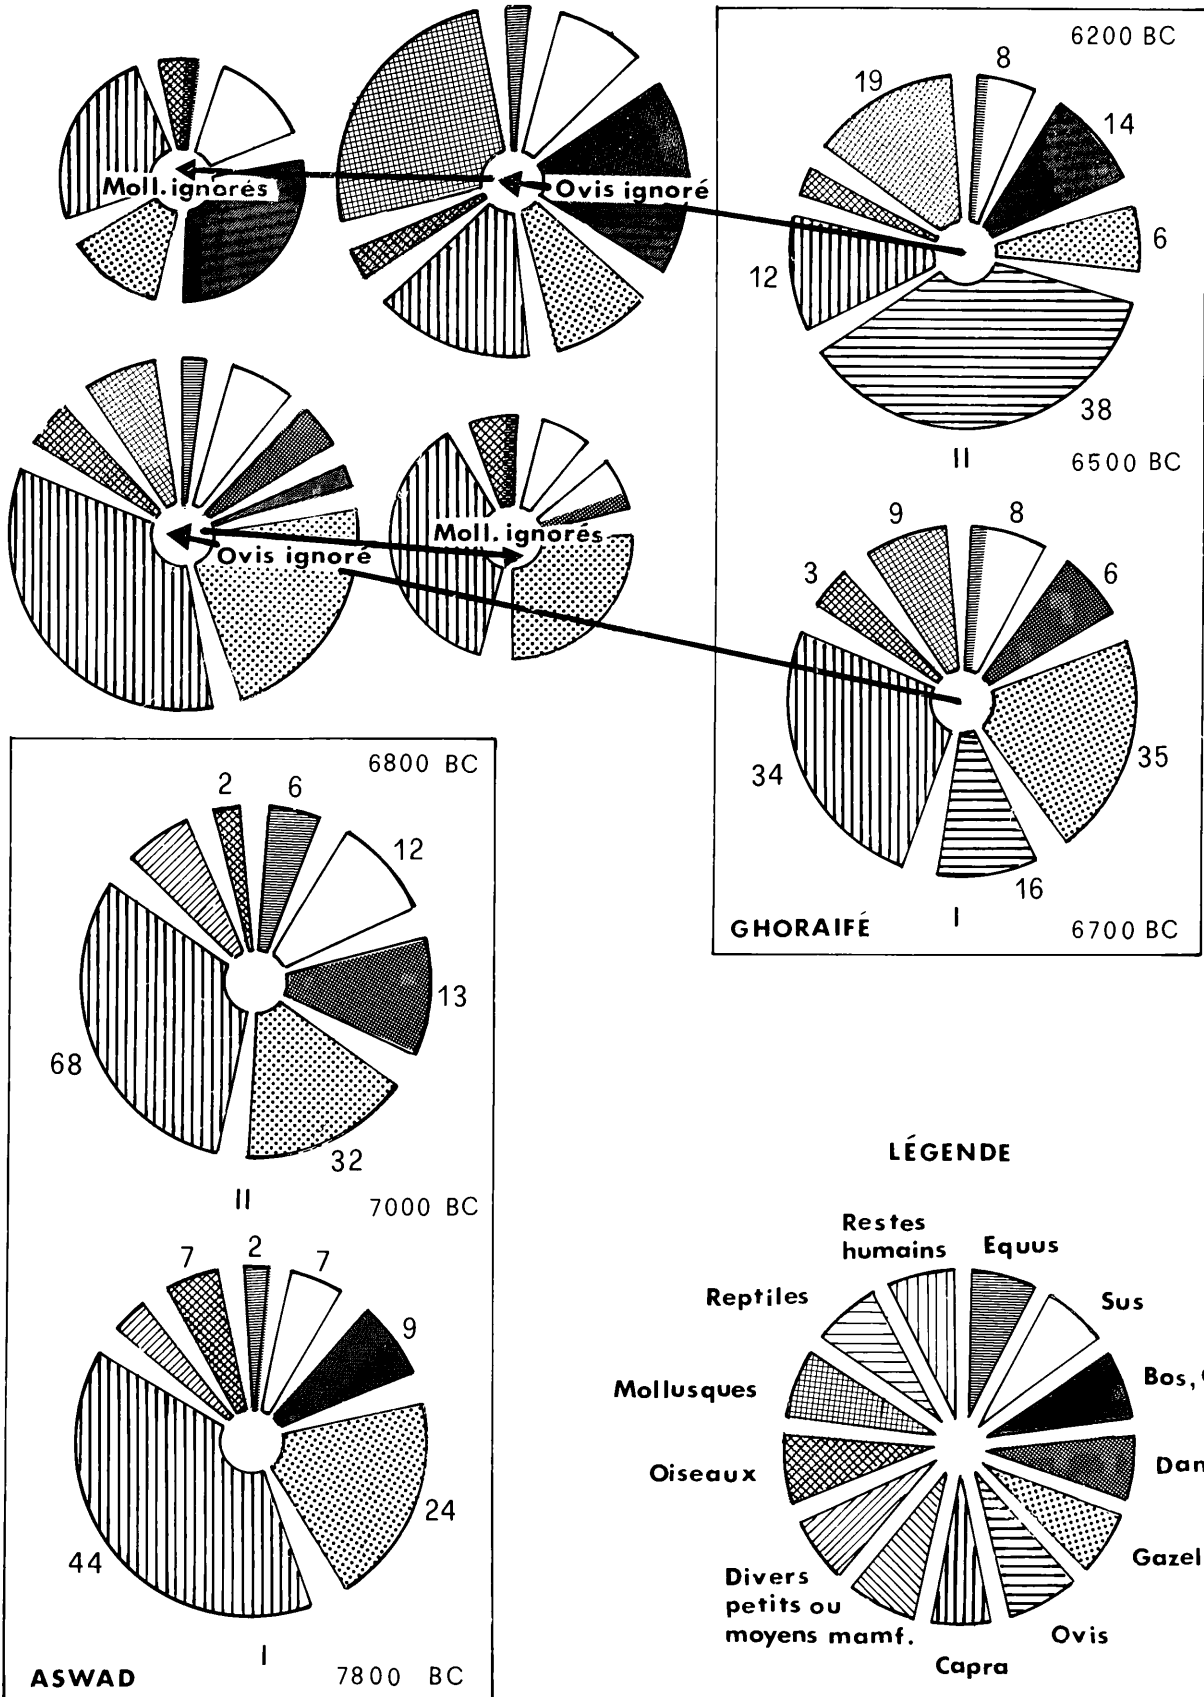 Moll. ignorés
Ovis ignoré
6200 BC
8
19
14
6
12
38
II
6500 BC
Ovis ignoré
Moll. ignorés
9
8
3
6
34
35
16
I
GHORAIFÉ
6700 BC
6800 BC
2
6
12
13
68
32
II
7000 BC
7
2
7
9
24
44
I
ASWAD
7800 BC
LÉGENDE
Restes
humains
Equus
Reptiles
Sus
Mollusques
Bos,
Oiseaux
Dam
Gazel
Divers
petits ou
moyens mamf.
Ovis
Capra